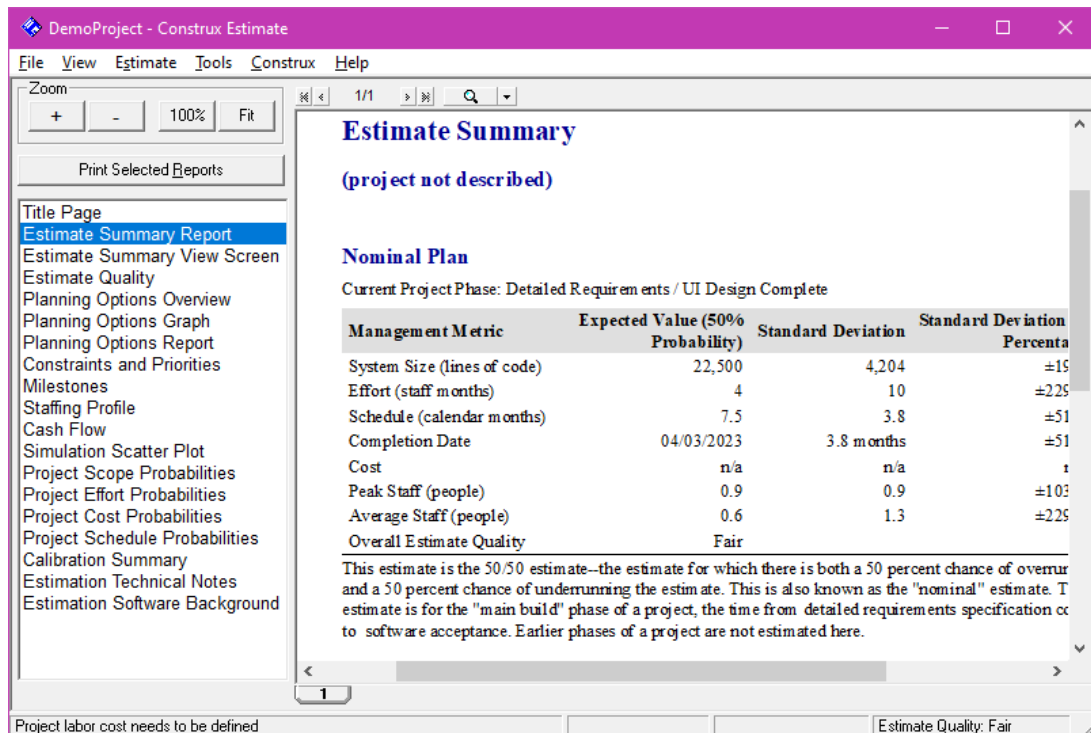 DemoProject - Construx Estimate
File View Estimate Tools Construx Help
Zoom
+ - 100% Fit
1/1
Print Selected Reports
Title Page
Estimate Summary Report
Estimate Summary View Screen
Estimate Quality
Planning Options Overview
Planning Options Graph
Planning Options Report
Constraints and Priorities
Milestones
Staffing Profile
Cash Flow
Simulation Scatter Plot
Project Scope Probabilities
Project Effort Probabilities
Project Cost Probabilities
Project Schedule Probabilities
Calibration Summary
Estimation Technical Notes
Estimation Software Background
Estimate Summary
(project not described)
Nominal Plan
Current Project Phase: Detailed Requirements / UI Design Complete
Management Metric Expected Value (50% Probability) Standard Deviation Standard Deviation
System Size (lines of code) 22,500 4,204 ±19
Effort (staff months) 4 10 ±229
Schedule (calendar months) 7.5 3.8 ±51
Completion Date 04/03/2023 3.8 months ±51
Cost n/a n/a
Peak Staff (people) 0.9 0.9 ±103
Average Staff (people) 0.6 1.3 ±229
Overall Estimate Quality Fair
This estimate is the 50/50 estimate--the estimate for which there is both a 50 percent chance of
and a 50 percent chance of underrunning the estimate. This is also known as the "nominal" estimate.
estimate is for the "main build" phase of a project, the time from detailed requirements specification
to software acceptance. Earlier phases of a project are not estimated here.
1
Project labor cost needs to be defined
Estimate Quality: Fair